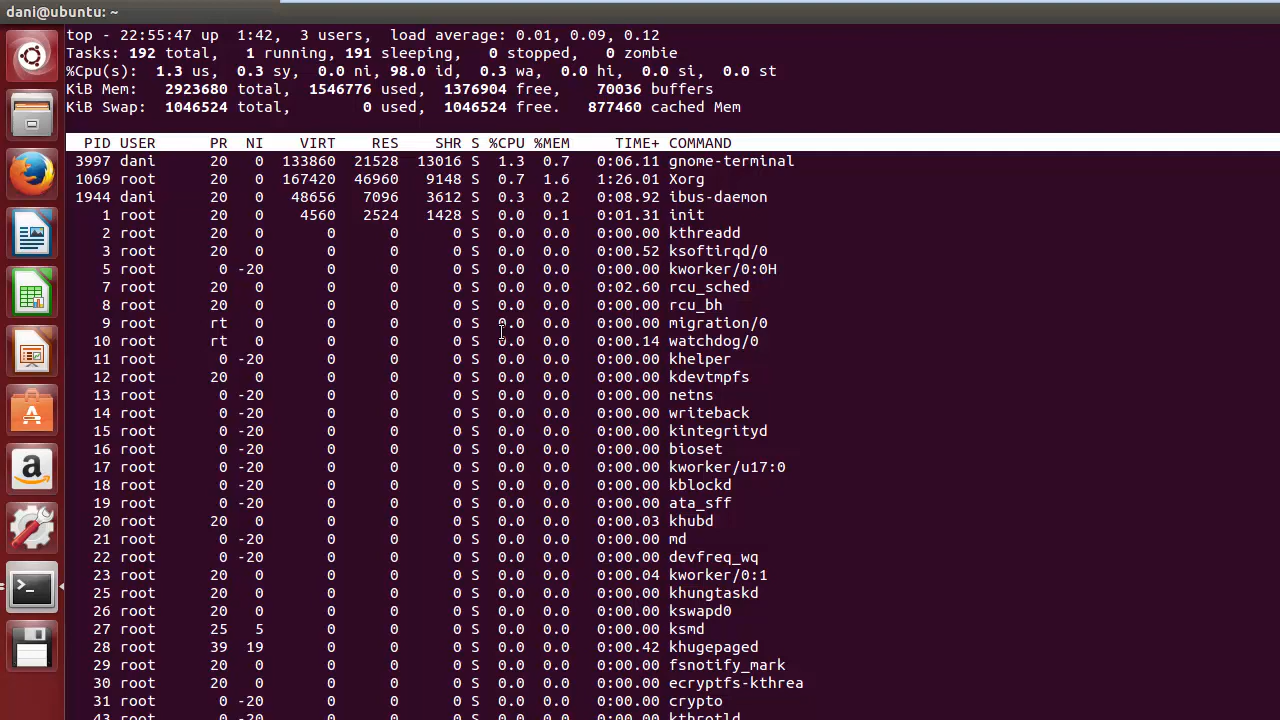 dani@ubuntu: ~
top - 22:55:47 up  1:42,  3 users,  load average: 0.01, 0.09, 0.12
Tasks: 192 total,   1 running, 191 sleeping,   0 stopped,   0 zombie
%Cpu(s):  1.3 us,  0.3 sy,  0.0 ni, 98.0 id,  0.3 wa,  0.0 hi,  0.0 si,  0.0 st
KiB Mem:   2923680 total,  1546776 used,  1376904 free,    70036 buffers
KiB Swap:  1046524 total,        0 used,  1046524 free.   877460 cached Mem
PID USER      PR  NI    VIRT    RES    SHR S  %CPU %MEM     TIME+ COMMAND
3997 dani      20   0  133860  21528  13016 S   1.3  0.7   0:06.11 gnome-terminal
1069 root      20   0  167420  46960   9148 S   0.7  1.6   1:26.01 Xorg
1944 dani      20   0   48656   7096   3612 S   0.3  0.2   0:08.92 ibus-daemon
1 root      20   0    4560   2524   1428 S   0.0  0.1   0:01.31 init
2 root      20   0       0      0      0 S   0.0  0.0   0:00.00 kthreadd
3 root      20   0       0      0      0 S   0.0  0.0   0:00.52 ksoftirqd/0
5 root       0 -20       0      0      0 S   0.0  0.0   0:00.00 kworker/0:0H
7 root      20   0       0      0      0 S   0.0  0.0   0:02.60 rcu_sched
8 root      20   0       0      0      0 S   0.0  0.0   0:00.00 rcu_bh
9 root      rt   0       0      0      0 S   0.0  0.0   0:00.00 migration/0
10 root      rt   0       0      0      0 S   0.0  0.0   0:00.14 watchdog/0
11 root       0 -20       0      0      0 S   0.0  0.0   0:00.00 khelper
12 root      20   0       0      0      0 S   0.0  0.0   0:00.00 kdevtmpfs
13 root       0 -20       0      0      0 S   0.0  0.0   0:00.00 netns
14 root       0 -20       0      0      0 S   0.0  0.0   0:00.00 writeback
15 root       0 -20       0      0      0 S   0.0  0.0   0:00.00 kintegrityd
16 root       0 -20       0      0      0 S   0.0  0.0   0:00.00 bioset
17 root       0 -20       0      0      0 S   0.0  0.0   0:00.00 kworker/u17:0
18 root       0 -20       0      0      0 S   0.0  0.0   0:00.00 kblockd
19 root       0 -20       0      0      0 S   0.0  0.0   0:00.00 ata_sff
20 root      20   0       0      0      0 S   0.0  0.0   0:00.03 khubd
21 root       0 -20       0      0      0 S   0.0  0.0   0:00.00 md
22 root       0 -20       0      0      0 S   0.0  0.0   0:00.00 devfreq_wq
23 root      20   0       0      0      0 S   0.0  0.0   0:00.04 kworker/0:1
25 root      20   0       0      0      0 S   0.0  0.0   0:00.00 khungtaskd
26 root      20   0       0      0      0 S   0.0  0.0   0:00.00 kswapd0
27 root      25   5       0      0      0 S   0.0  0.0   0:00.00 ksmd
28 root      39  19       0      0      0 S   0.0  0.0   0:00.42 khugepaged
29 root      20   0       0      0      0 S   0.0  0.0   0:00.00 fsnotify_mark
30 root      20   0       0      0      0 S   0.0  0.0   0:00.00 ecryptfs-kthrea
31 root       0 -20       0      0      0 S   0.0  0.0   0:00.00 crypto
43 root       0 -20       0      0      0 S   0.0  0.0   0:00.00 kthrotld